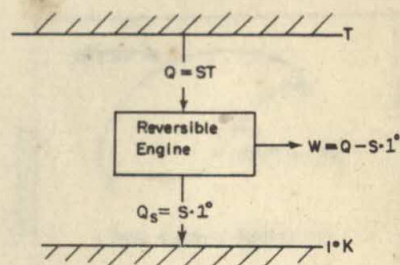 T
Q = ST
Reversible
Engine
W = Q − S·1°
Qs = S·1°
1°K